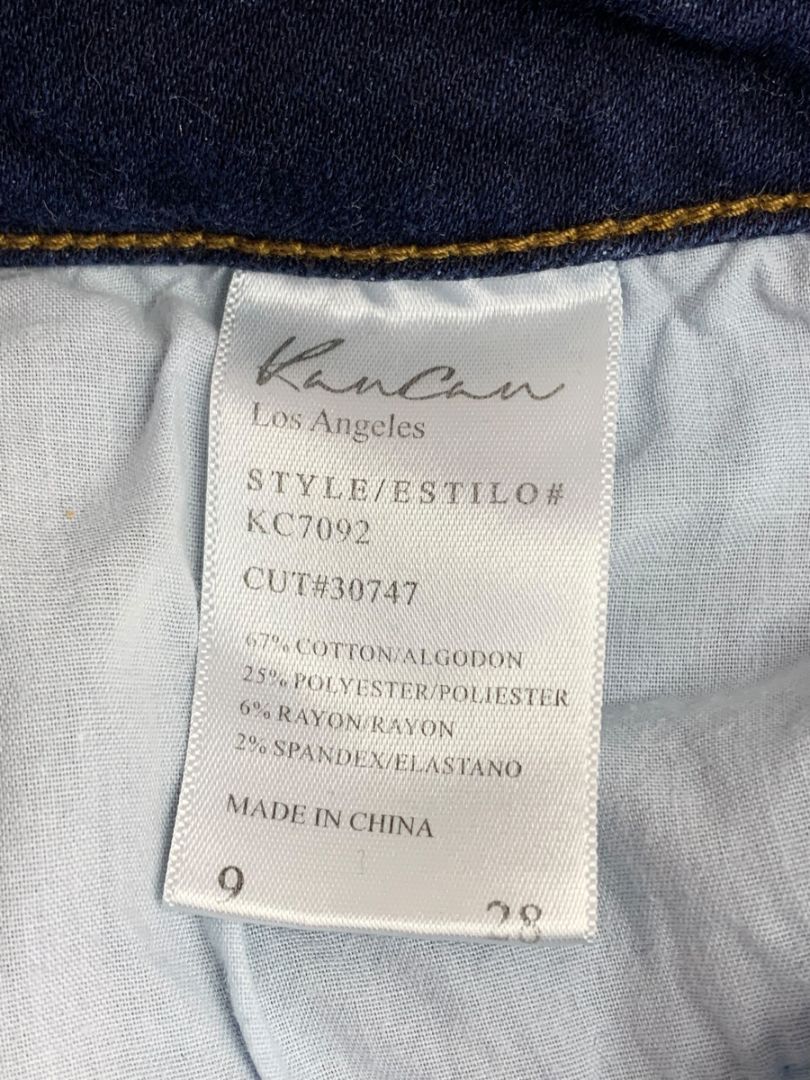 KanCan
Los Angeles
STYLE/ESTILO#
KC7092
CUT#30747
67% COTTON/ALGODON
25% POLYESTER/POLIESTER
6% RAYON/RAYON
2% SPANDEX/ELASTANO
MADE IN CHINA
9 28